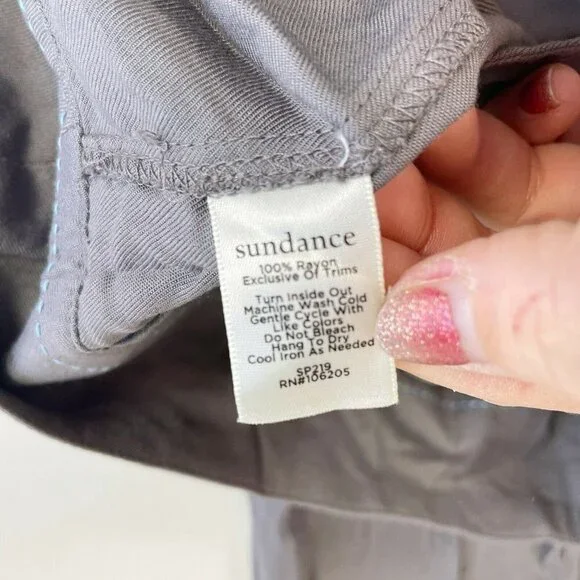 sundance
100% Rayon
Exclusive Of Trims
Turn Inside Out
Machine Wash Cold
Gentle Cycle With
Like Colors
Do Not Bleach
Hang To Dry
Cool Iron As Needed
SP219
RN#106205